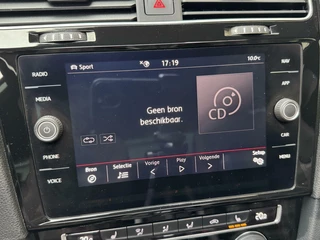 Sport
17:19
10.0°C
RADIO
NAV
MEDIA
APP
Geen bron
beschikbaar.
CD
CAR
PHONE
MENU
VOICE
Bron
Selectie
Vorige
Play
Volgende
Setup